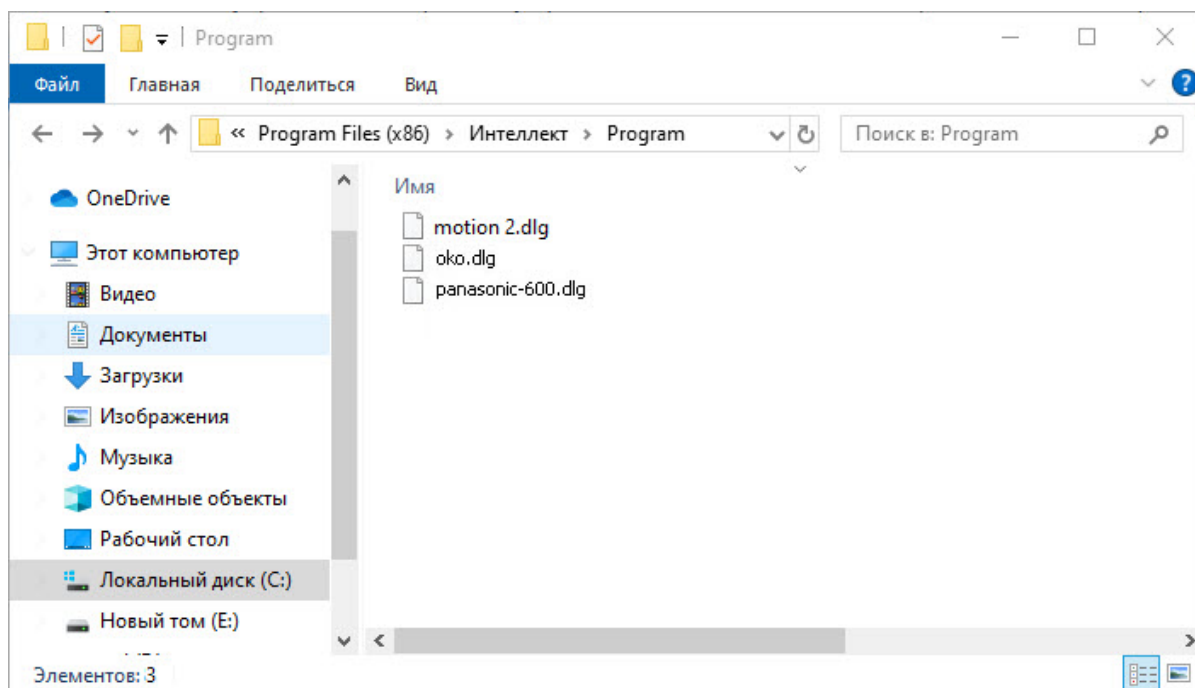 Program
Файл Главная Поделиться Вид
« Program Files (x86) › Интеллект › Program Поиск в: Program
OneDrive
Этот компьютер
Видео
Документы
Загрузки
Изображения
Музыка
Объемные объекты
Рабочий стол
Локальный диск (C:)
Новый том (E:)
Имя
motion 2.dlg
oko.dlg
panasonic-600.dlg
Элементов: 3